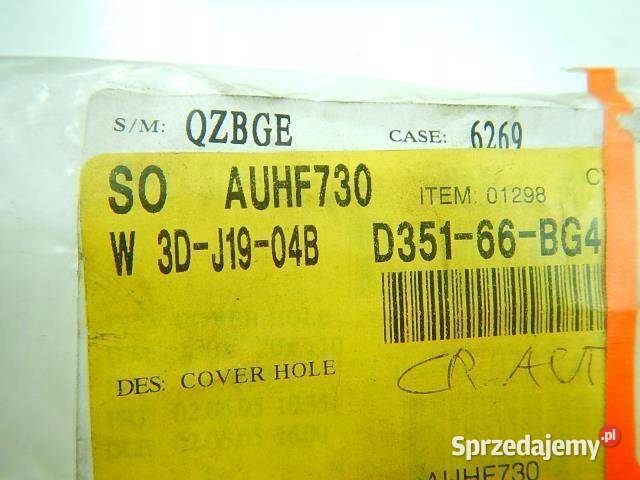 S/M: QZBGE CASE: 6269
SO AUHF730 ITEM: 01298
W 3D-J19-04B D351-66-BG4
DES: COVER HOLE
CR. ACT
AUHF730
Sprzedajemy.pl